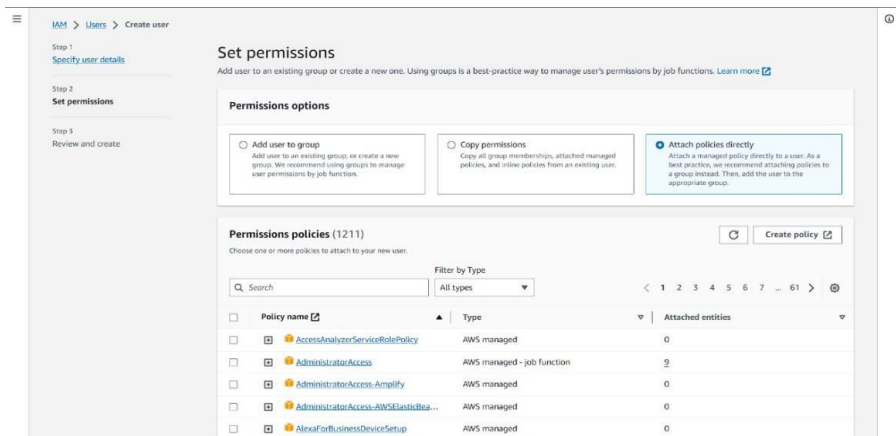 IAM > Users > Create user
Step 1
Specify user details
Step 2
Set permissions
Step 3
Review and create
Set permissions
Add user to an existing group or create a new one. Using groups is a best-practice way to manage user's permissions by job functions. Learn more
Permissions options
Add user to group
Add user to an existing group, or create a new
group. We recommend using groups to manage
user permissions by job function.
Copy permissions
Copy all group memberships, attached managed
policies, and inline policies from an existing user.
Attach policies directly
Attach a managed policy directly to a user. As a
best practice, we recommend attaching policies to
a group instead. Then, add the user to the
appropriate group.
Permissions policies (1211)
Create policy
Choose one or more policies to attach to your new user.
Filter by Type
Search
All types
< 1 2 3 4 5 6 7 ... 61 >
Policy name Type Attached entities
AccessAnalyzerServiceRolePolicy AWS managed 0
AdministratorAccess AWS managed - job function 9
AdministratorAccess-Amplify AWS managed 0
AdministratorAccess-AWSElasticBea... AWS managed 0
AlexaForBusinessDeviceSetup AWS managed 0